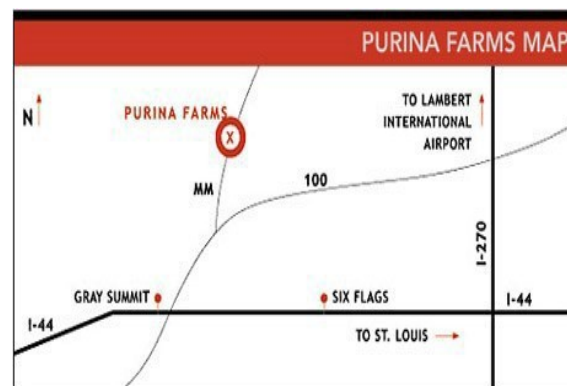 PURINA FARMS MAP
N
PURINA FARMS
X
TO LAMBERT
INTERNATIONAL
AIRPORT
MM
100
I-270
GRAY SUMMIT
SIX FLAGS
I-44
I-44
TO ST. LOUIS